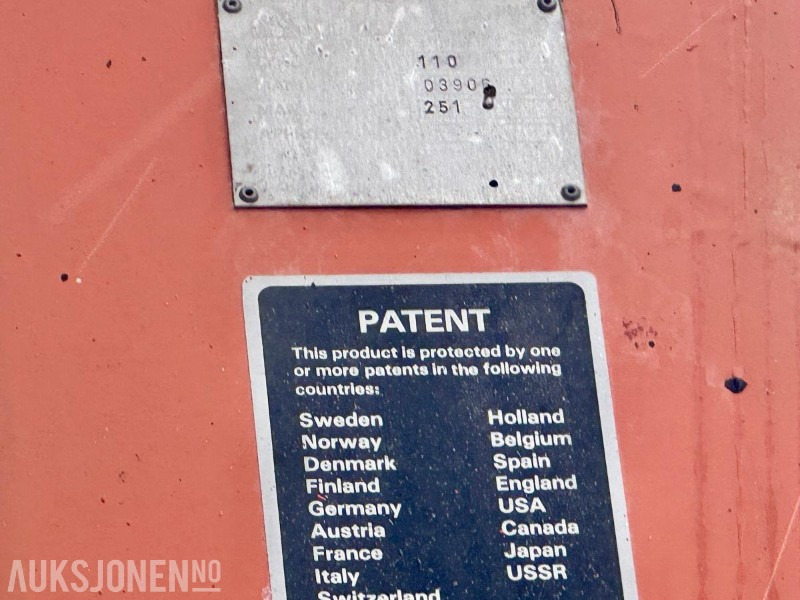 110
03906
251
PATENT
This product is protected by one
or more patents in the following
countries:
Sweden
Norway
Denmark
Finland
Germany
Austria
France
Italy
Switzerland
Holland
Belgium
Spain
England
USA
Canada
Japan
USSR
AUKSJONEN.NO